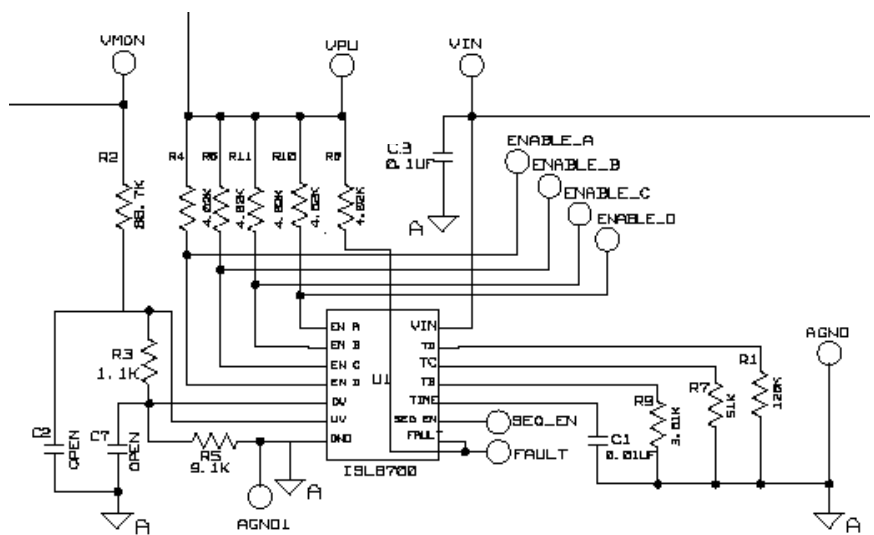 VMON
VPU
VIN
R2
88.7K
R4
R6
R11
R10
R8
4.02K
4.02K
4.02K
4.02K
C3
0.1UF
A
ENABLE_A
ENABLE_B
ENABLE_C
ENABLE_D
R3
1.1K
EN A
EN B
EN C
EN D
OV
UV
GND
U1
VIN
TD
TC
TB
TIME
SEQ EN
FAULT
ISL8700
R1
120K
R7
51K
R9
3.01K
C1
0.01UF
AGND
SEQ_EN
FAULT
OPEN
C7
OPEN
R5
9.1K
A
A
AGND1
A